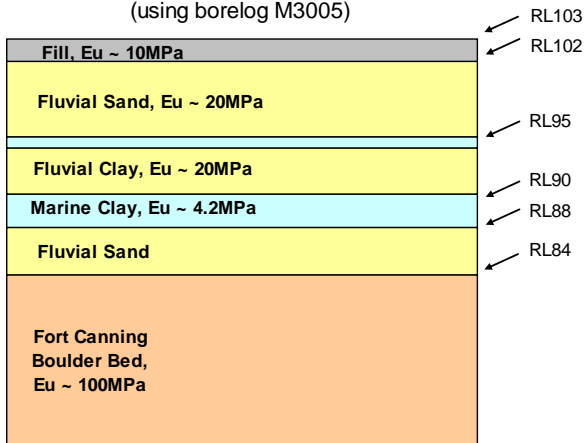 (using borelog M3005)
RL103
Fill, Eu ~ 10MPa
RL102
Fluvial Sand, Eu ~ 20MPa
RL95
Fluvial Clay, Eu ~ 20MPa
RL90
Marine Clay, Eu ~ 4.2MPa
RL88
Fluvial Sand
RL84
Fort Canning
Boulder Bed,
Eu ~ 100MPa